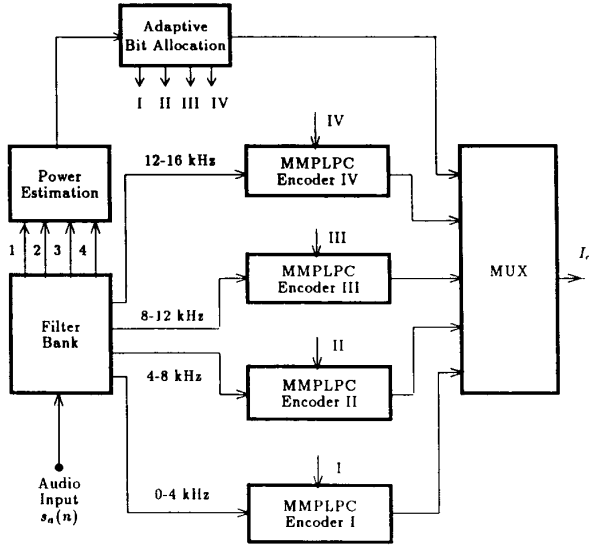 Adaptive
Bit Allocation
I II III IV
Power
Estimation
1 2 3 4
Filter
Bank
Audio
Input
sₐ(n)
12-16 kHz
8-12 kHz
4-8 kHz
0-4 kHz
IV
MMPLPC
Encoder IV
III
MMPLPC
Encoder III
II
MMPLPC
Encoder II
I
MMPLPC
Encoder I
MUX